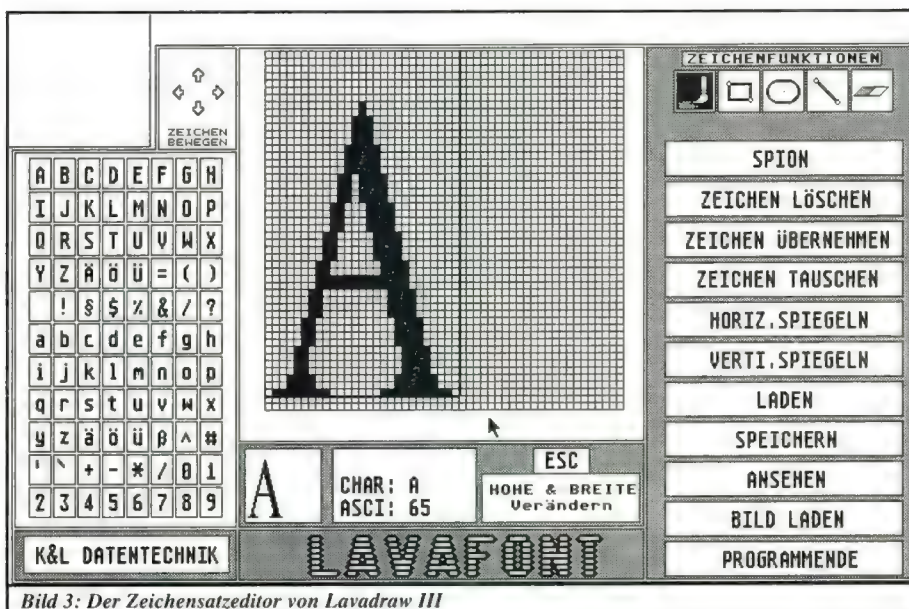 ZEICHENFUNKTIONEN
ZEICHEN
BEWEGEN
A B C D E F G H
I J K L M N O P
Q R S T U V W X
Y Z Ä Ö Ü = ( )
! § $ % & / ?
a b c d e f g h
i j k l m n o p
q r s t u v w x
y z ä ö ü ß ^ #
' ` + - * / 0 1
2 3 4 5 6 7 8 9
K&L DATENTECHNIK
A
CHAR: A
ASCI: 65
ESC
HÖHE & BREITE
Verändern
LAVAFONT
SPION
ZEICHEN LÖSCHEN
ZEICHEN ÜBERNEHMEN
ZEICHEN TAUSCHEN
HORIZ.SPIEGELN
VERTI.SPIEGELN
LADEN
SPEICHERN
ANSEHEN
BILD LADEN
PROGRAMMENDE
Bild 3: Der Zeichensatzeditor von Lavadraw III